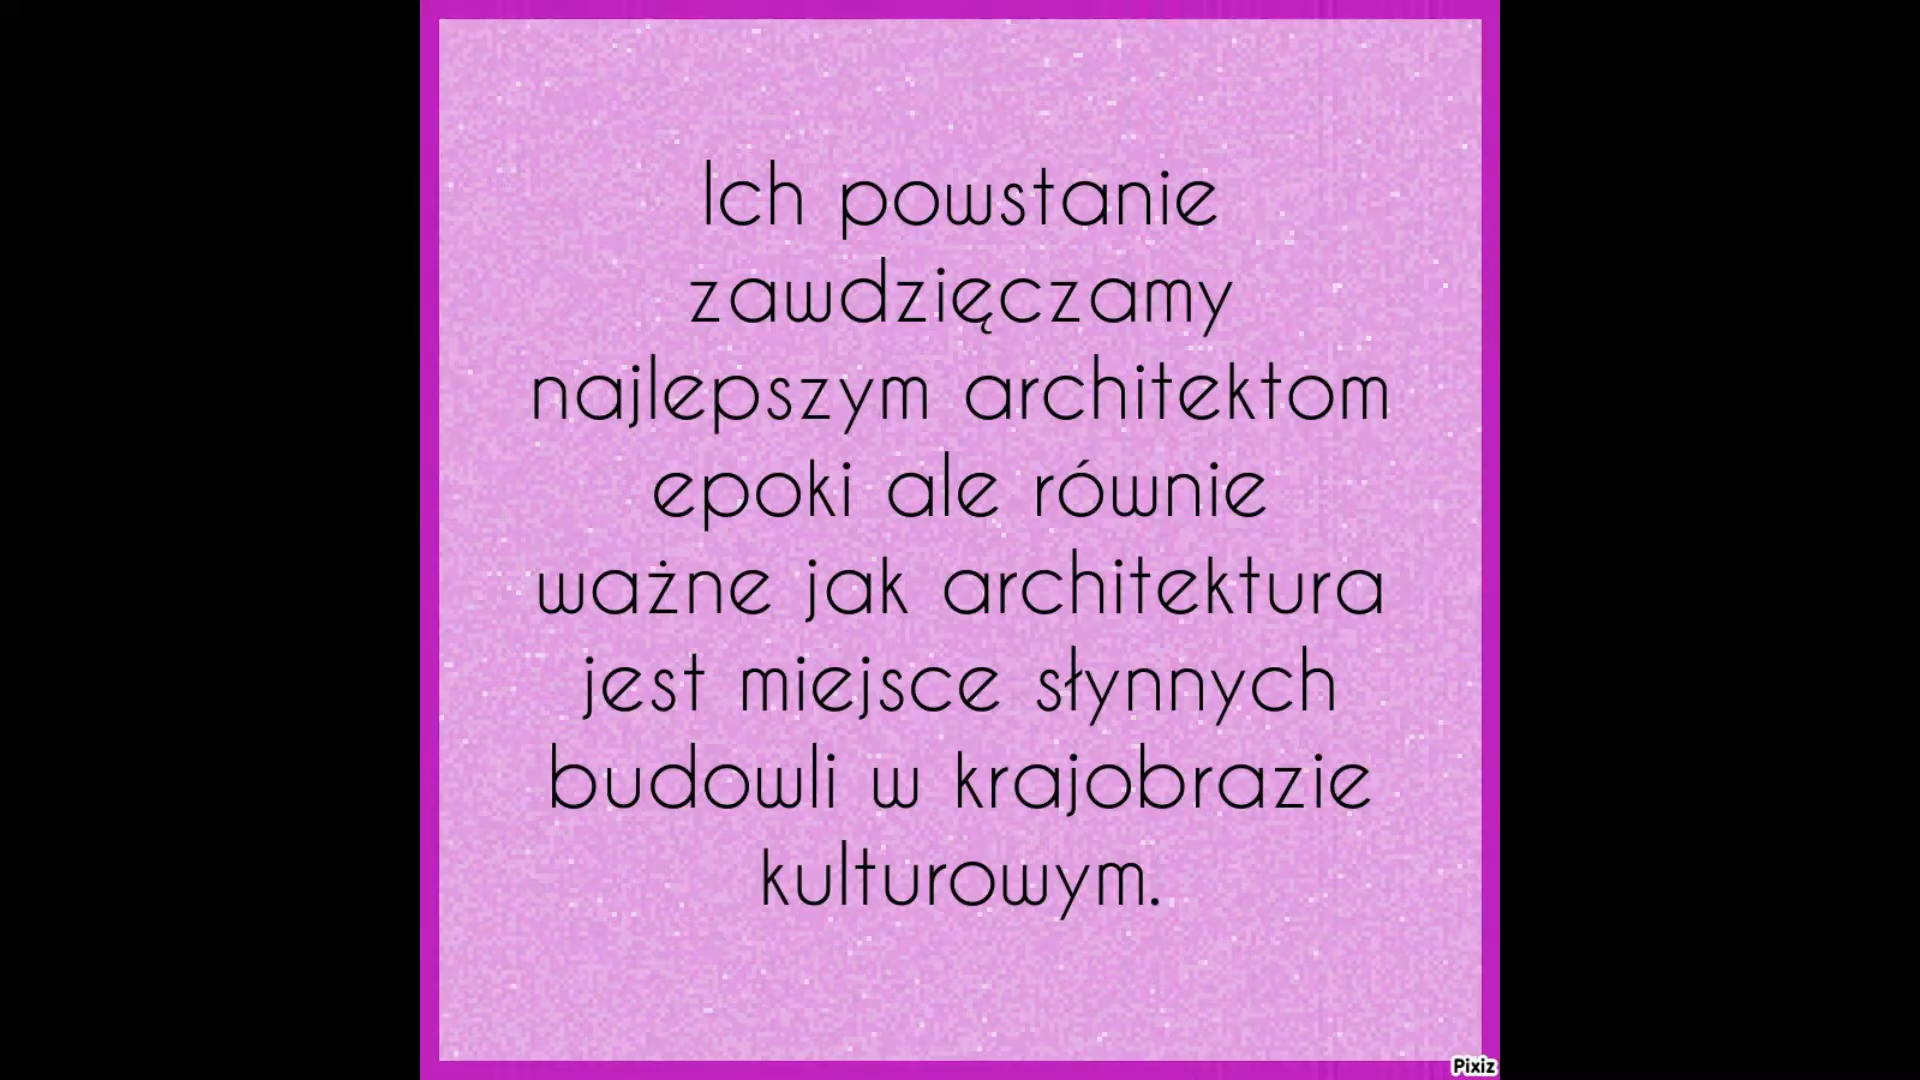 Ich powstanie
zawdzięczamy
najlepszym architektom
epoki ale równie
ważne jak architektura
jest miejsce słynnych
budowli w krajobrazie
kulturowym.
Pixiz